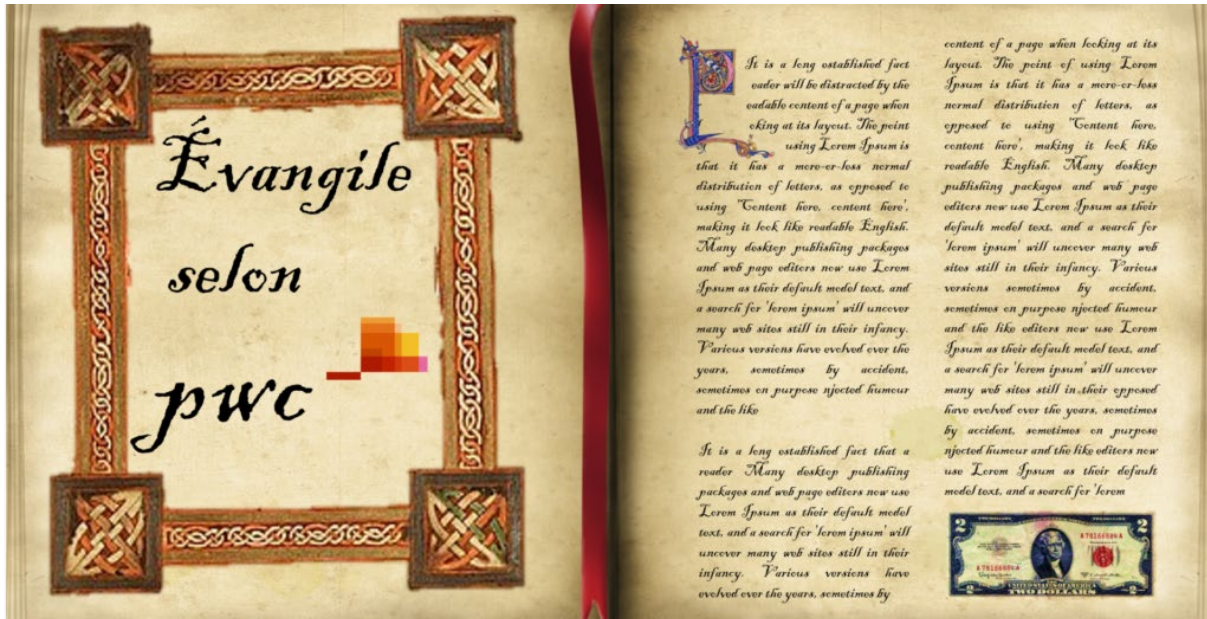 Évangile
selon
pwc
It is a long established fact
eader will be distracted by the
eadable content of a page when
oking at its layout. The point
using Lorem Ipsum is
that it has a more-or-less normal
distribution of letters, as opposed to
using 'Content here, content here',
making it look like readable English.
Many desktop publishing packages
and web page editors now use Lorem
Ipsum as their default model text, and
a search for 'lorem ipsum' will uncover
many web sites still in their infancy.
Various versions have evolved over the
years, sometimes by accident,
sometimes on purpose njected humour
and the like
It is a long established fact that a
reader Many desktop publishing
packages and web page editors now use
Lorem Ipsum as their default model
text, and a search for 'lorem ipsum' will
uncover many web sites still in their
infancy. Various versions have
evolved over the years, sometimes by
content of a page when looking at its
layout. The point of using Lorem
Ipsum is that it has a more-or-less
normal distribution of letters, as
opposed to using 'Content here,
content here', making it look like
readable English. Many desktop
publishing packages and web page
editors now use Lorem Ipsum as their
default model text, and a search for
'lorem ipsum' will uncover many web
sites still in their infancy. Various
versions sometimes by accident,
sometimes on purpose njected humour
and the like editors now use Lorem
Ipsum as their default model text, and
a search for 'lorem ipsum' will uncover
many web sites still in their opposed
have evolved over the years, sometimes
by accident, sometimes on purpose
njected humour and the like editors now
use Lorem Ipsum as their default
model text, and a search for 'lorem
2 2
2 TWO DOLLARS 2